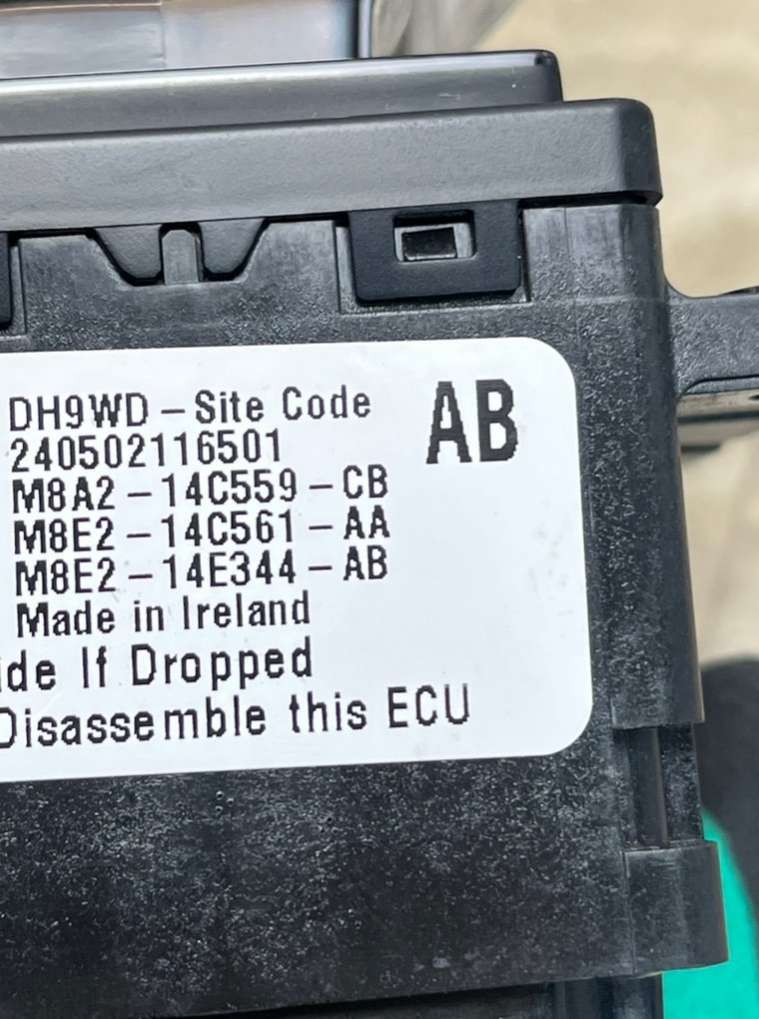 DH9WD – Site Code
AB
240502116501
M8A2 – 14C559 – CB
M8E2 – 14C561 – AA
M8E2 – 14E344 – AB
Made in Ireland
ide If Dropped
Disassemble this ECU